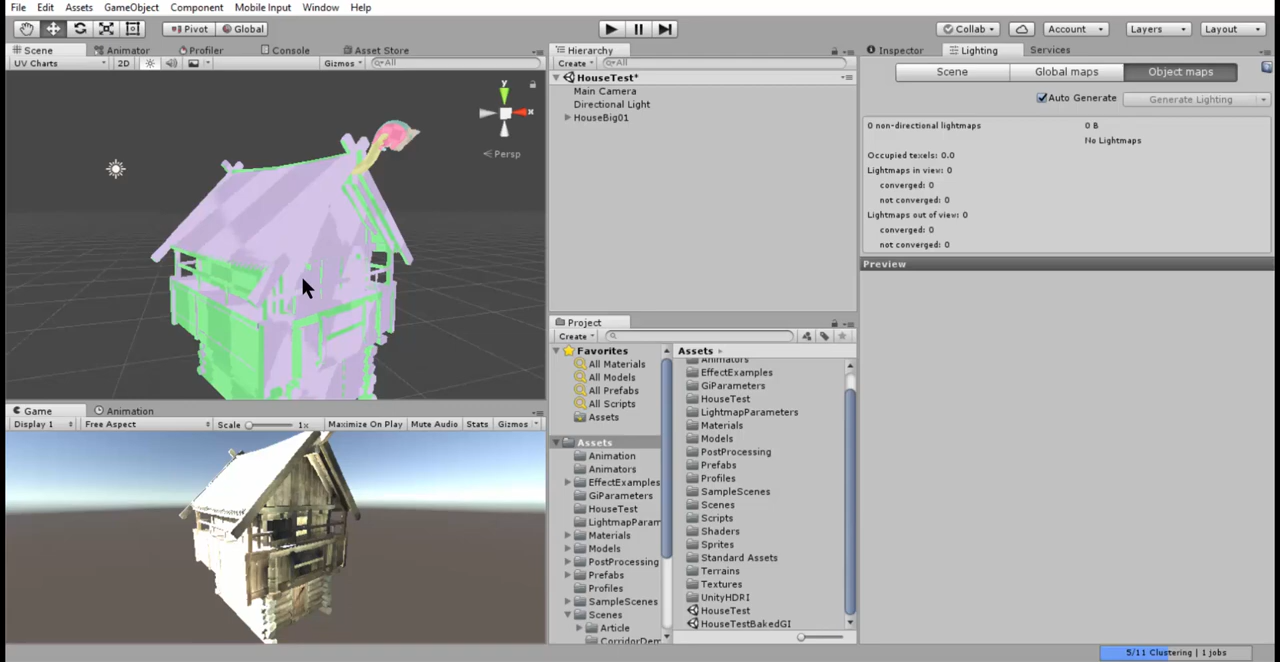 File Edit Assets GameObject Component Mobile Input Window Help
Pivot Global Collab Account Layers Layout
Scene Animator Profiler Console Asset Store
UV Charts 2D Gizmos All
y
x
Persp
Game Animation
Display 1 Free Aspect Scale 1x Maximize On Play Mute Audio Stats Gizmos
Hierarchy
Create All
HouseTest*
Main Camera
Directional Light
HouseBig01
Project
Create
Favorites
All Materials
All Models
All Prefabs
All Scripts
Assets
Assets
Animation
Animators
EffectExamples
GiParameters
HouseTest
LightmapParam
Materials
Models
PostProcessing
Prefabs
Profiles
SampleScenes
Scenes
Article
CorridorDem
Assets
Animators
EffectExamples
GiParameters
HouseTest
LightmapParameters
Materials
Models
PostProcessing
Prefabs
Profiles
SampleScenes
Scenes
Scripts
Shaders
Sprites
Standard Assets
Terrains
Textures
UnityHDRI
HouseTest
HouseTestBakedGI
Inspector Lighting Services
Scene Global maps Object maps
Auto Generate Generate Lighting
0 non-directional lightmaps 0 B
No Lightmaps
Occupied texels: 0.0
Lightmaps in view: 0
converged: 0
not converged: 0
Lightmaps out of view: 0
converged: 0
not converged: 0
Preview
5/11 Clustering | 1 jobs